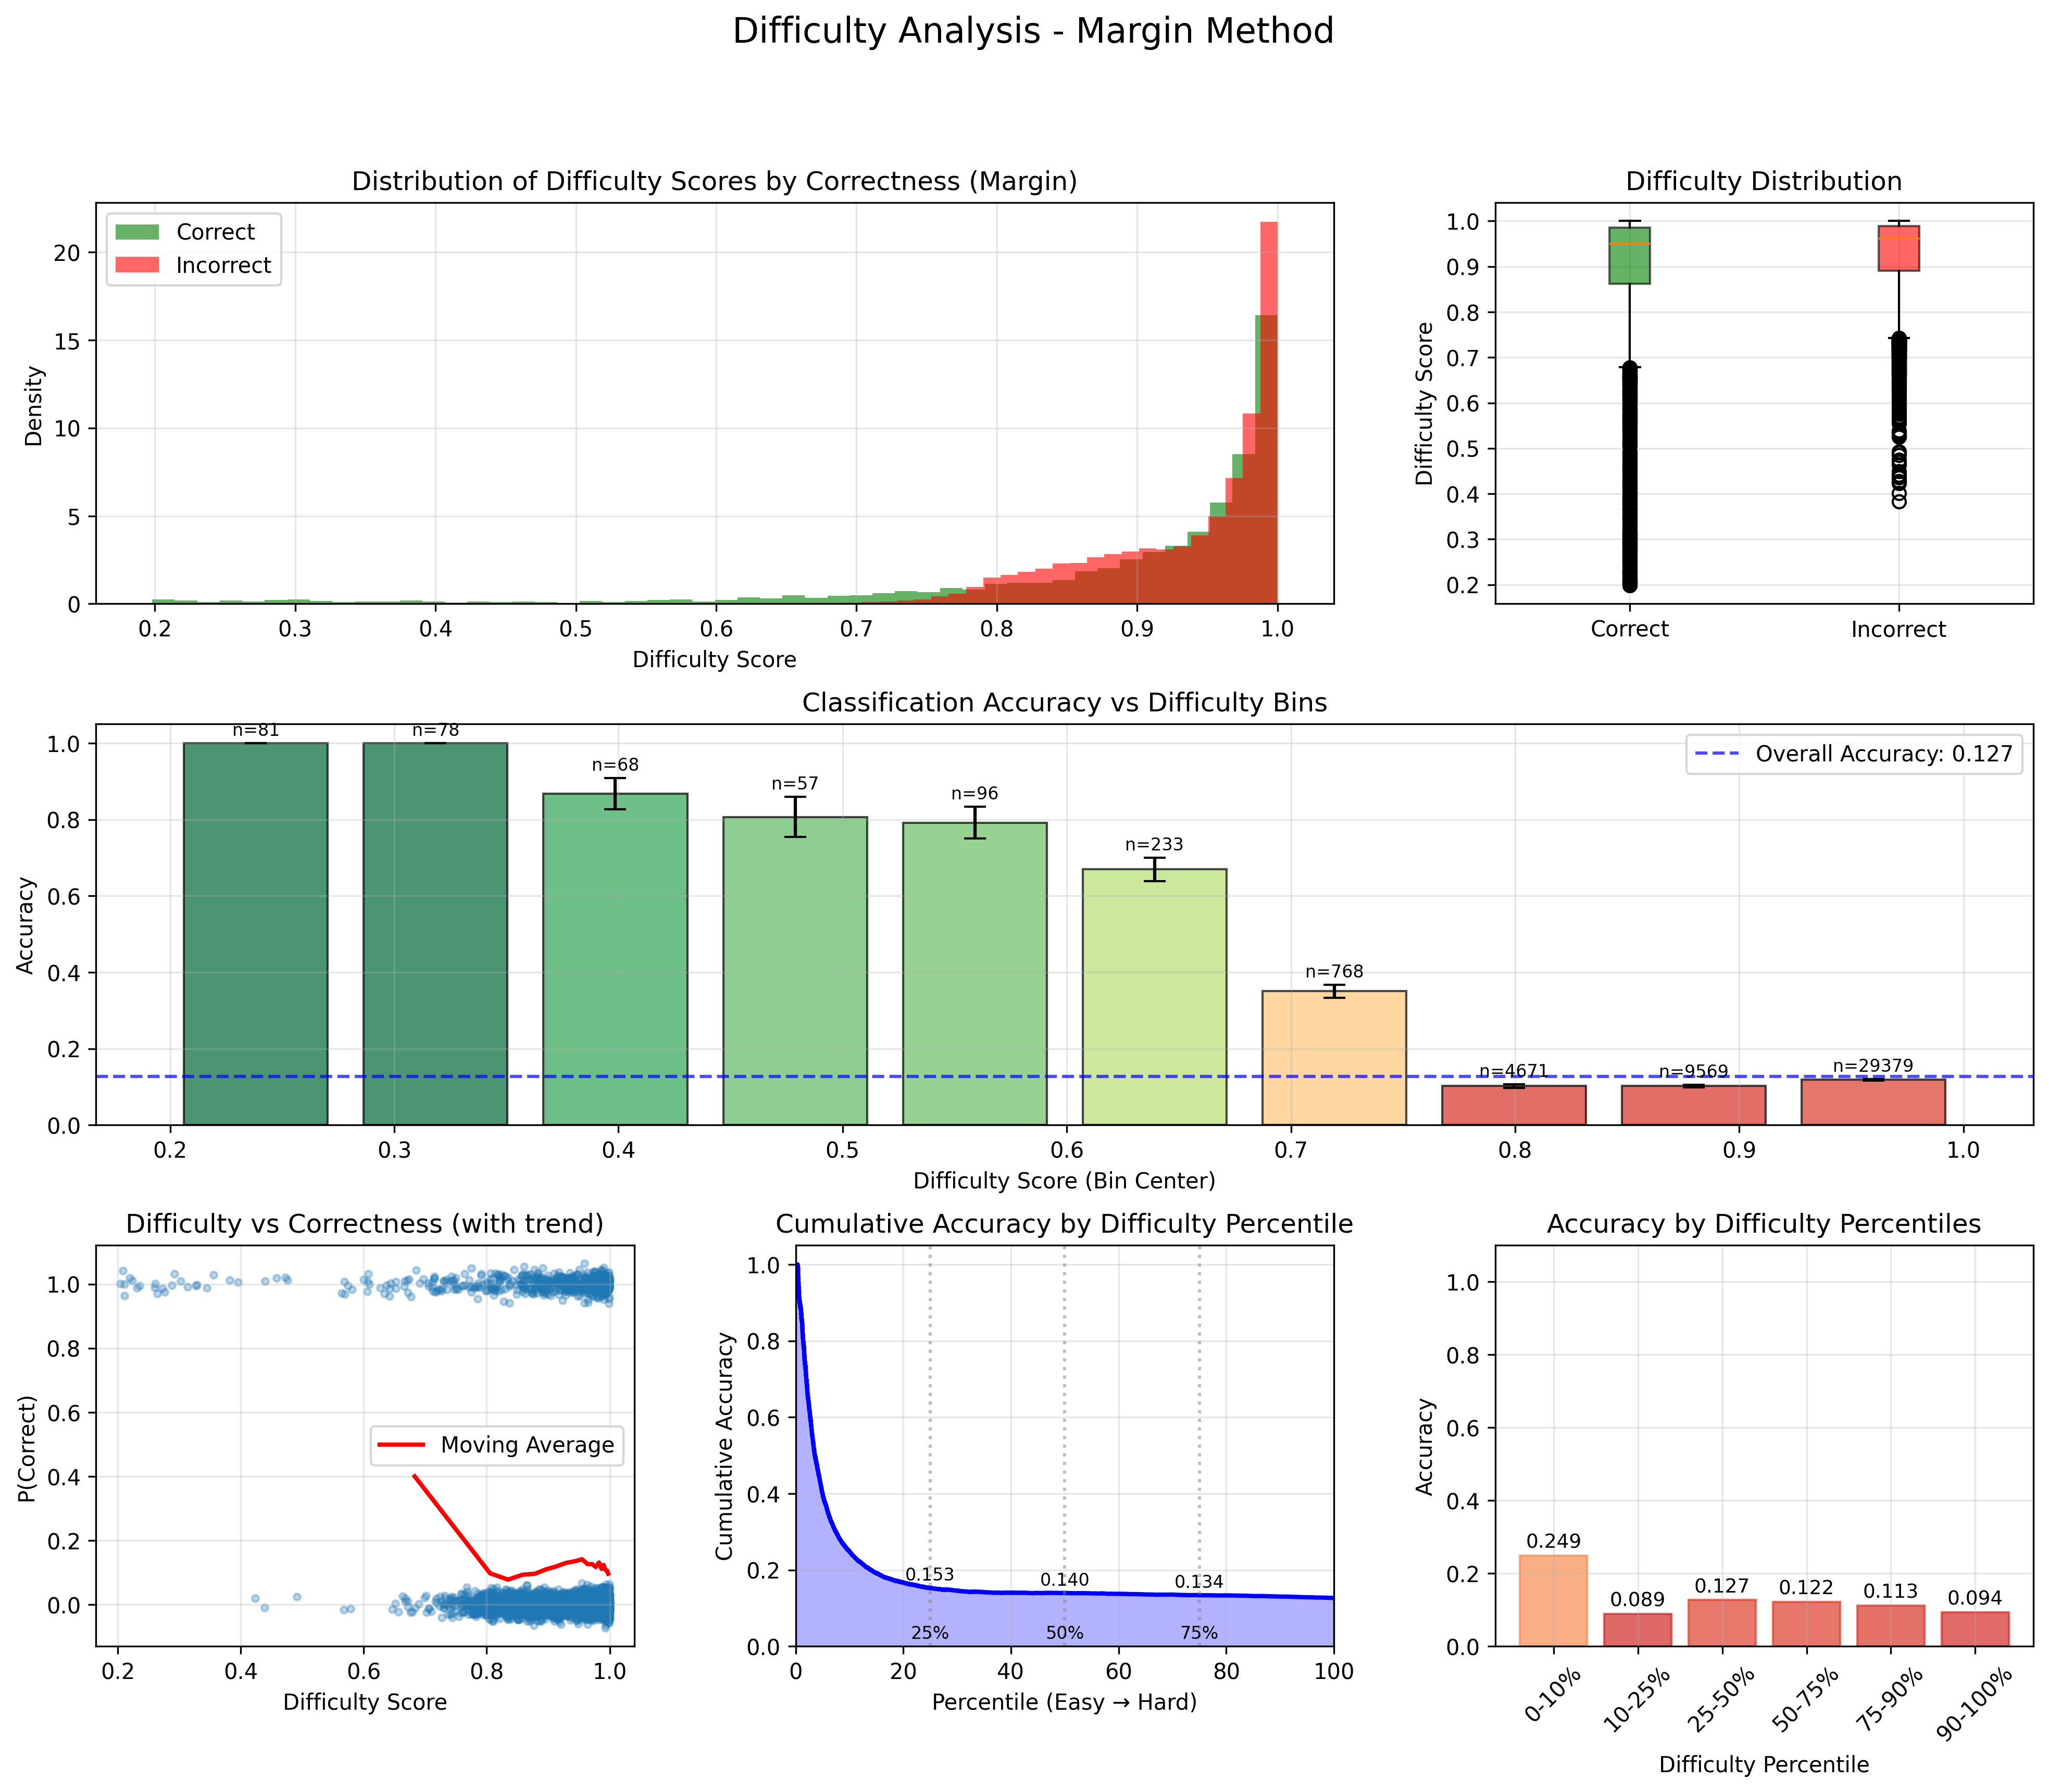 Difficulty Analysis - Margin Method
Distribution of Difficulty Scores by Correctness (Margin)
Correct
Incorrect
Density
20
15
10
5
0
0.2 0.3 0.4 0.5 0.6 0.7 0.8 0.9 1.0
Difficulty Score
Difficulty Distribution
Difficulty Score
1.0
0.9
0.8
0.7
0.6
0.5
0.4
0.3
0.2
Correct Incorrect
Classification Accuracy vs Difficulty Bins
Overall Accuracy: 0.127
Accuracy
1.0
0.8
0.6
0.4
0.2
0.0
n=81 n=78 n=68 n=57 n=96 n=233 n=768 n=4671 n=9569 n=29379
0.2 0.3 0.4 0.5 0.6 0.7 0.8 0.9 1.0
Difficulty Score (Bin Center)
Difficulty vs Correctness (with trend)
P(Correct)
1.0
0.8
0.6
0.4
0.2
0.0
Moving Average
0.2 0.4 0.6 0.8 1.0
Difficulty Score
Cumulative Accuracy by Difficulty Percentile
Cumulative Accuracy
1.0
0.8
0.6
0.4
0.2
0.0
0.153 0.140 0.134
25% 50% 75%
0 20 40 60 80 100
Percentile (Easy → Hard)
Accuracy by Difficulty Percentiles
Accuracy
1.0
0.8
0.6
0.4
0.2
0.0
0.249 0.089 0.127 0.122 0.113 0.094
0-10% 10-25% 25-50% 50-75% 75-90% 90-100%
Difficulty Percentile